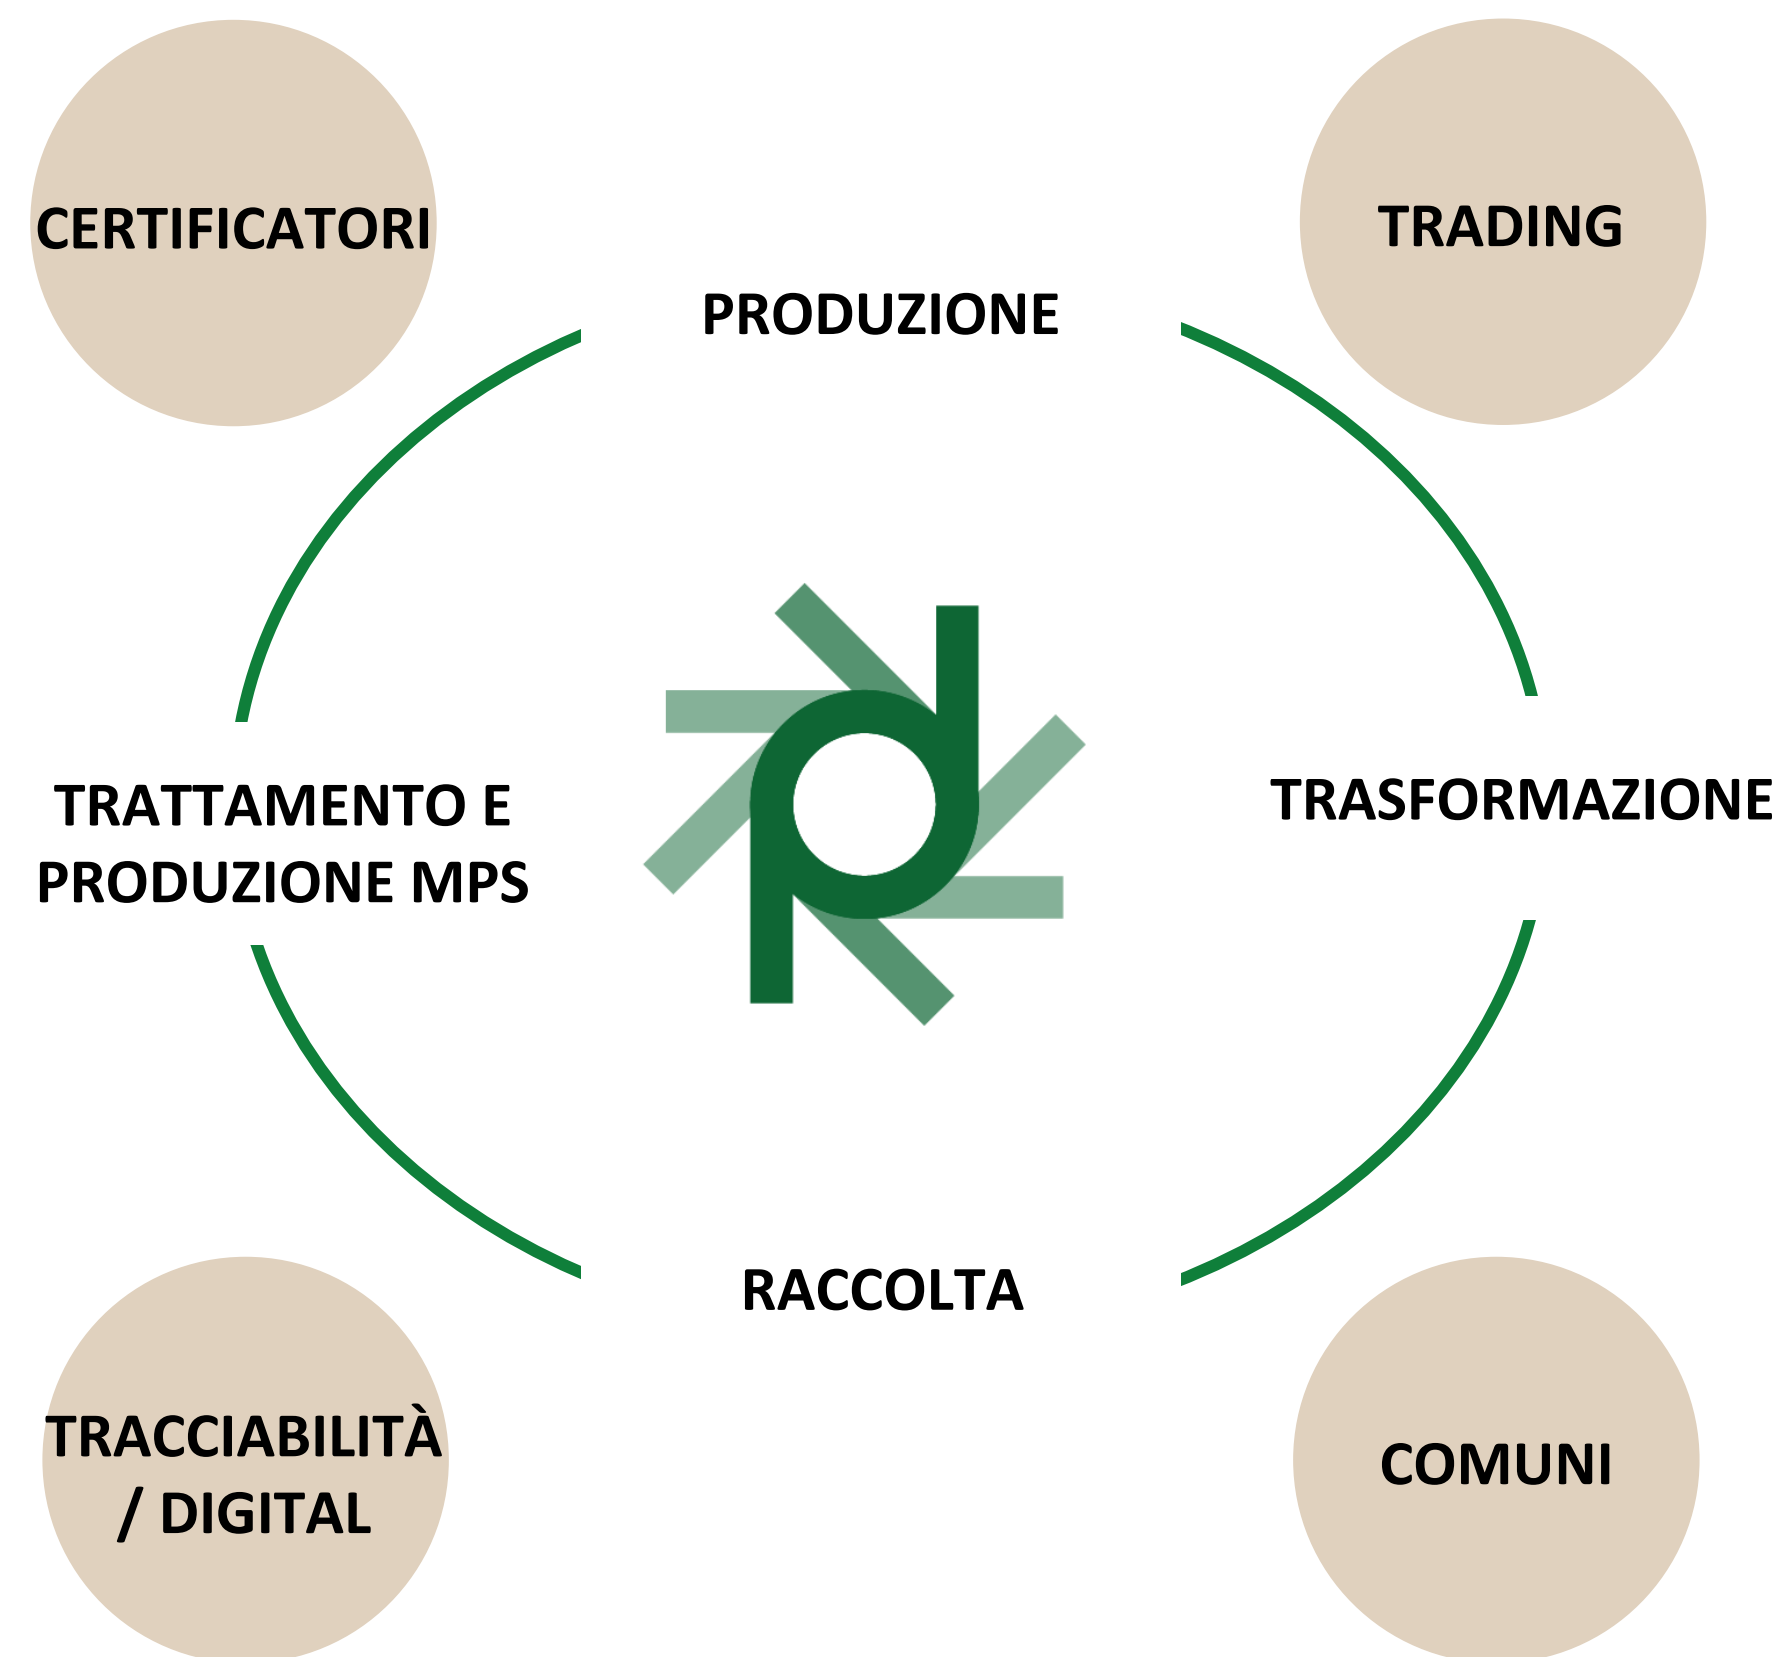 CERTIFICATORI
TRADING
PRODUZIONE
TRATTAMENTO E
PRODUZIONE MPS
TRASFORMAZIONE
RACCOLTA
TRACCIABILITÀ
/ DIGITAL
COMUNI